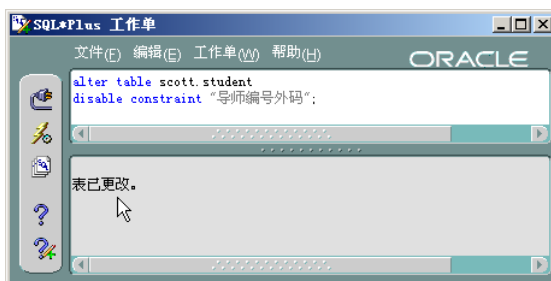 SQL*Plus 工作单
文件(F) 编辑(E) 工作单(W) 帮助(H)
ORACLE
alter table scott.student
disable constraint "导师编号外码";
表已更改。